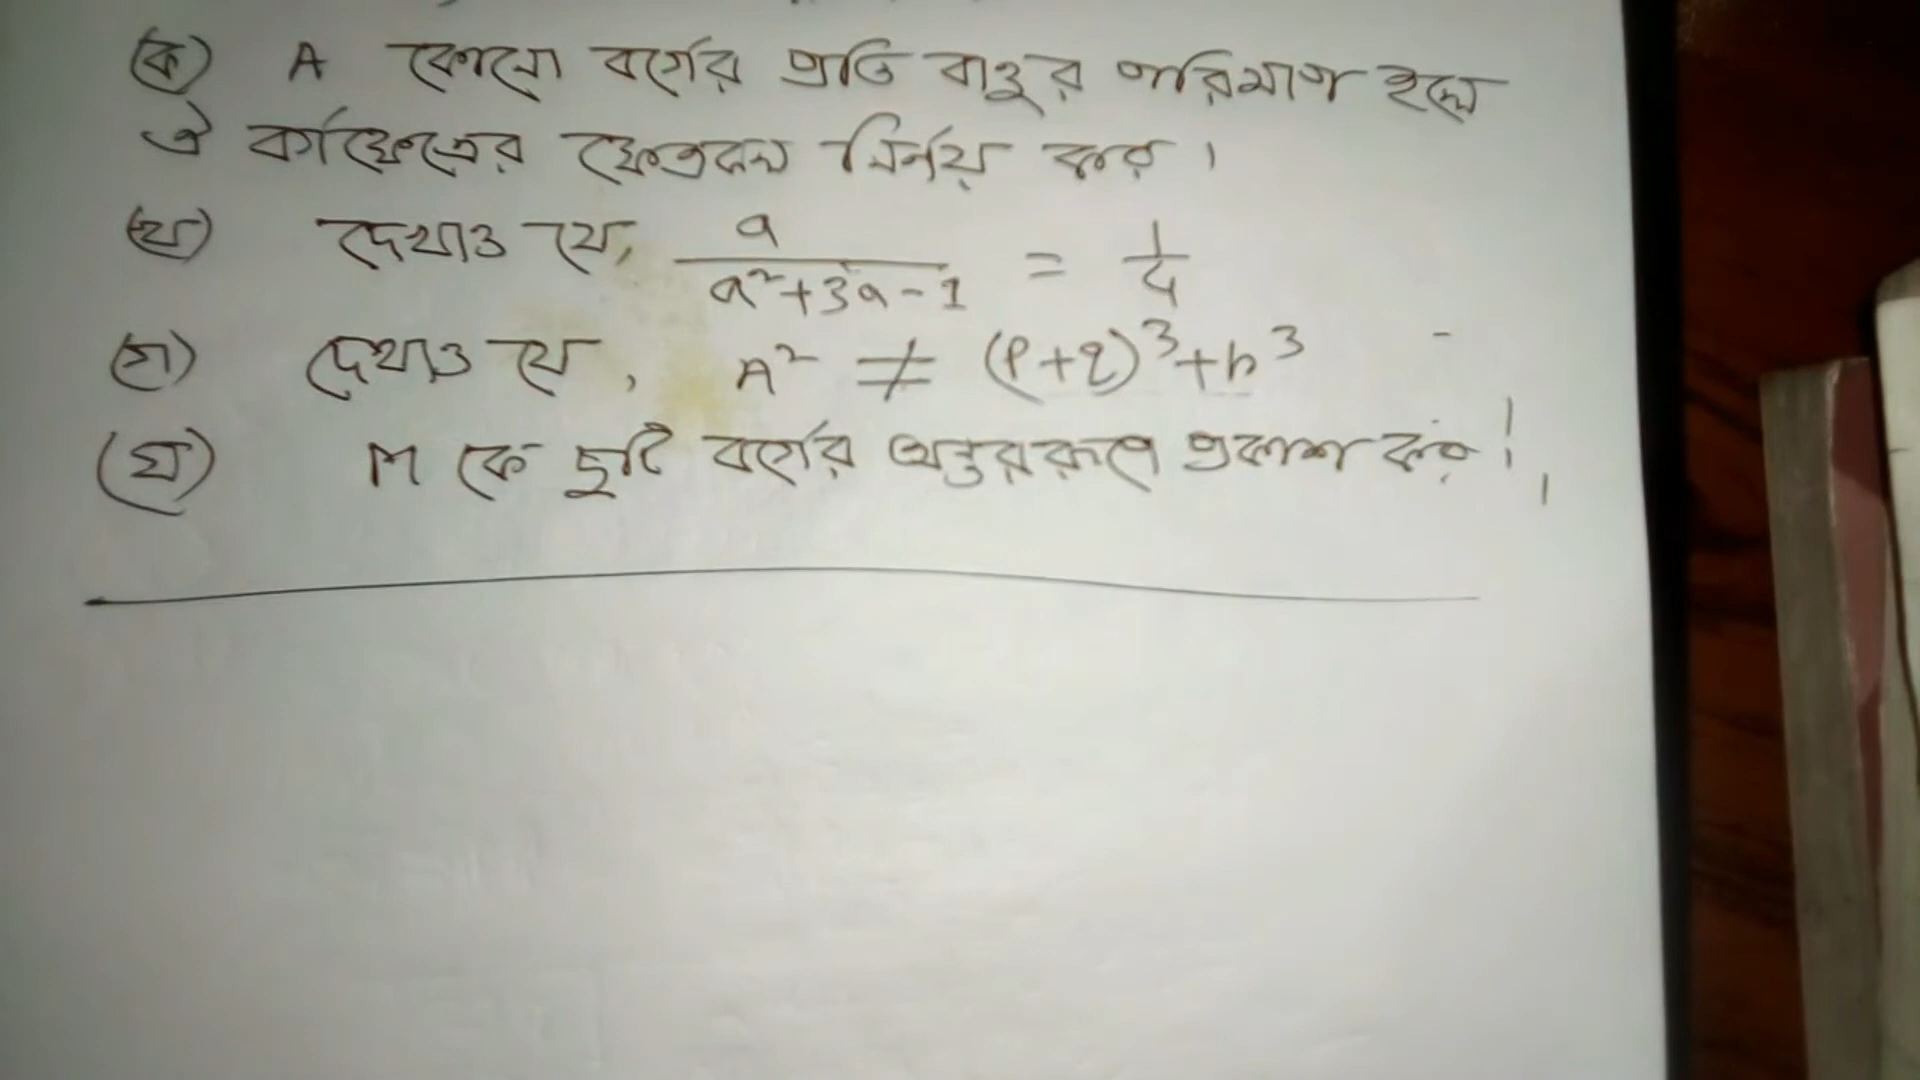 (ক) A কোনো বর্গের প্রতি বাহুর পরিমাণ হলে
ঐ বর্গক্ষেত্রের ক্ষেত্রফল নির্ণয় কর।
(খ) দেখাও যে, a/(a²+3a-1) = 1/4
(গ) দেখাও যে, A² ≠ (p+q)³+h³
(ঘ) M কে দুটি বর্গের অন্তররূপে প্রকাশ কর।